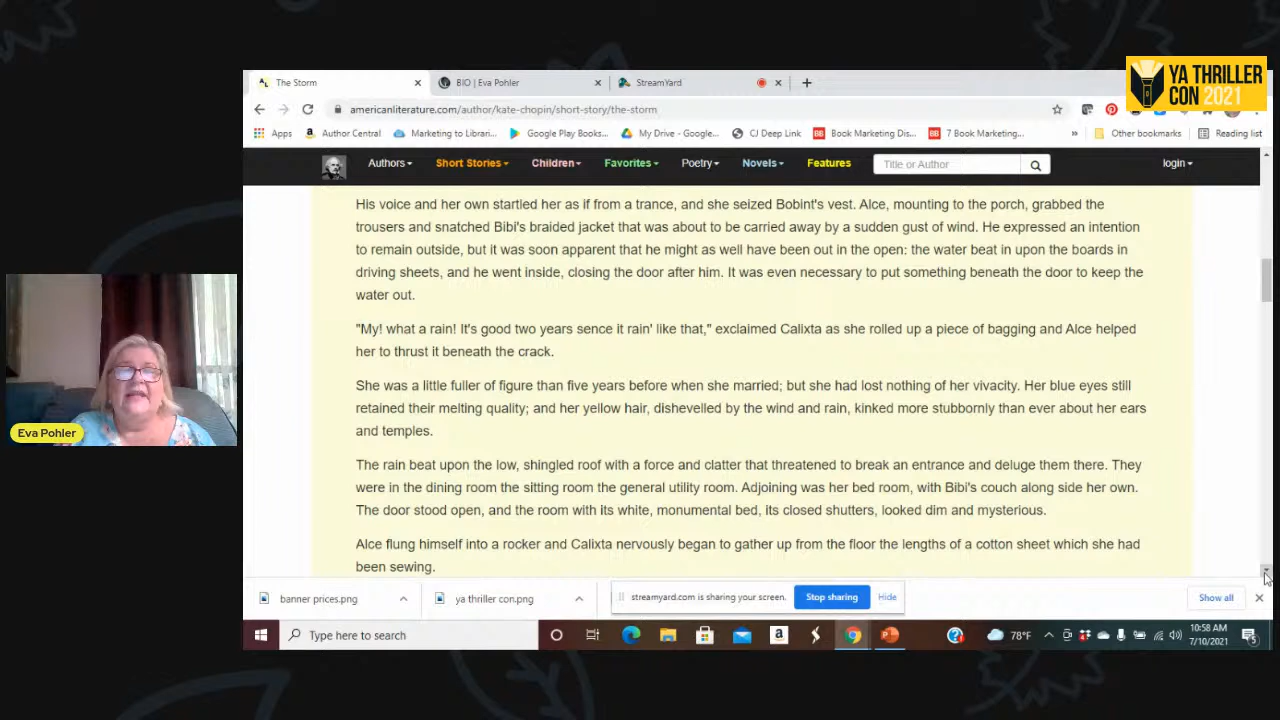 YA THRILLER
CON 2021
The Storm
BIO | Eva Pohler
StreamYard
americanliterature.com/author/kate-chopin/short-story/the-storm
Apps
Author Central
Marketing to Librari...
Google Play Books...
My Drive - Google...
CJ Deep Link
BB
Book Marketing Dis...
BB
7 Book Marketing...
»
Other bookmarks
Reading list
Authors
Short Stories
Children
Favorites
Poetry
Novels
Features
Title or Author
login
His voice and her own startled her as if from a trance, and she seized Bobint's vest. Alce, mounting to the porch, grabbed the
trousers and snatched Bibi's braided jacket that was about to be carried away by a sudden gust of wind. He expressed an intention
to remain outside, but it was soon apparent that he might as well have been out in the open: the water beat in upon the boards in
driving sheets, and he went inside, closing the door after him. It was even necessary to put something beneath the door to keep the
water out.
"My! what a rain! It's good two years sence it rain' like that," exclaimed Calixta as she rolled up a piece of bagging and Alce helped
her to thrust it beneath the crack.
She was a little fuller of figure than five years before when she married; but she had lost nothing of her vivacity. Her blue eyes still
retained their melting quality; and her yellow hair, dishevelled by the wind and rain, kinked more stubbornly than ever about her ears
and temples.
The rain beat upon the low, shingled roof with a force and clatter that threatened to break an entrance and deluge them there. They
were in the dining room the sitting room the general utility room. Adjoining was her bed room, with Bibi's couch along side her own.
The door stood open, and the room with its white, monumental bed, its closed shutters, looked dim and mysterious.
Alce flung himself into a rocker and Calixta nervously began to gather up from the floor the lengths of a cotton sheet which she had
been sewing.
Eva Pohler
banner prices.png
ya thriller con.png
streamyard.com is sharing your screen.
Stop sharing
Hide
Show all
Type here to search
78°F
10:58 AM
7/10/2021
5